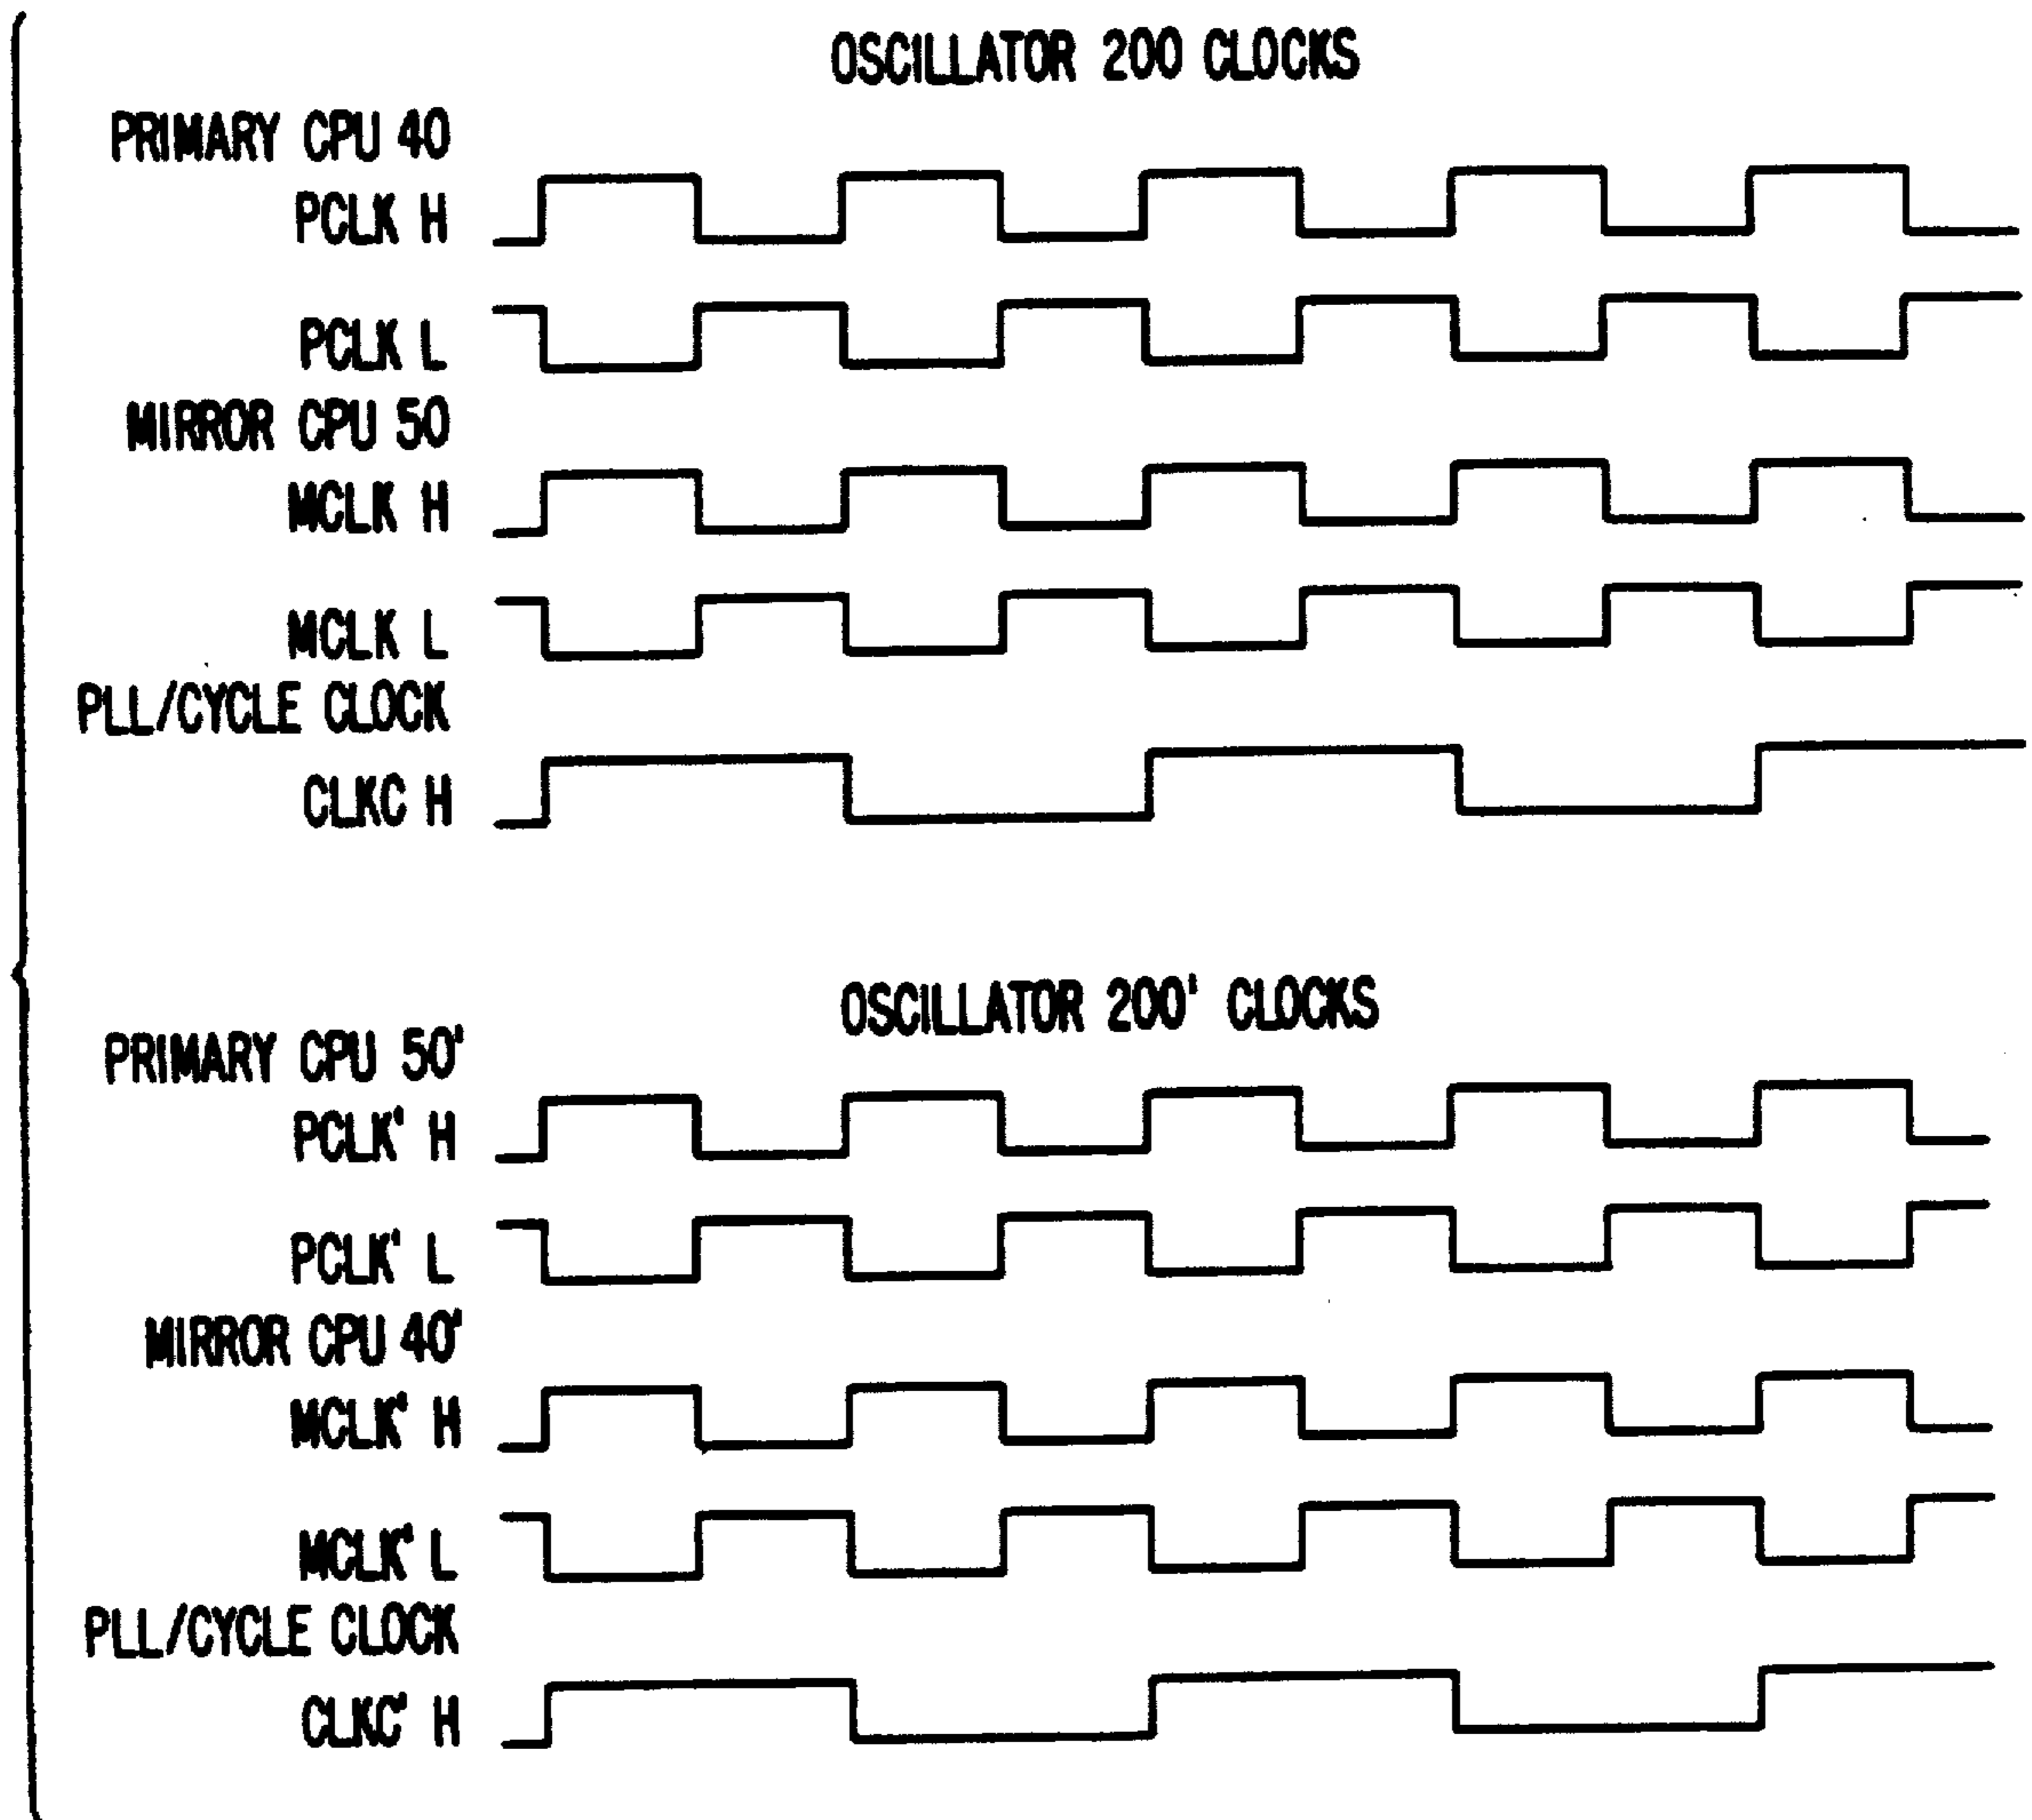 OSCILLATOR 200 CLOCKS
PRIMARY CPU 40
PCLK H
PCLK L
MIRROR CPU 50
MCLK H
MCLK L
PLL/CYCLE CLOCK
CLKC H
OSCILLATOR 200' CLOCKS
PRIMARY CPU 50'
PCLK' H
PCLK' L
MIRROR CPU 40'
MCLK' H
MCLK' L
PLL/CYCLE CLOCK
CLKC' H